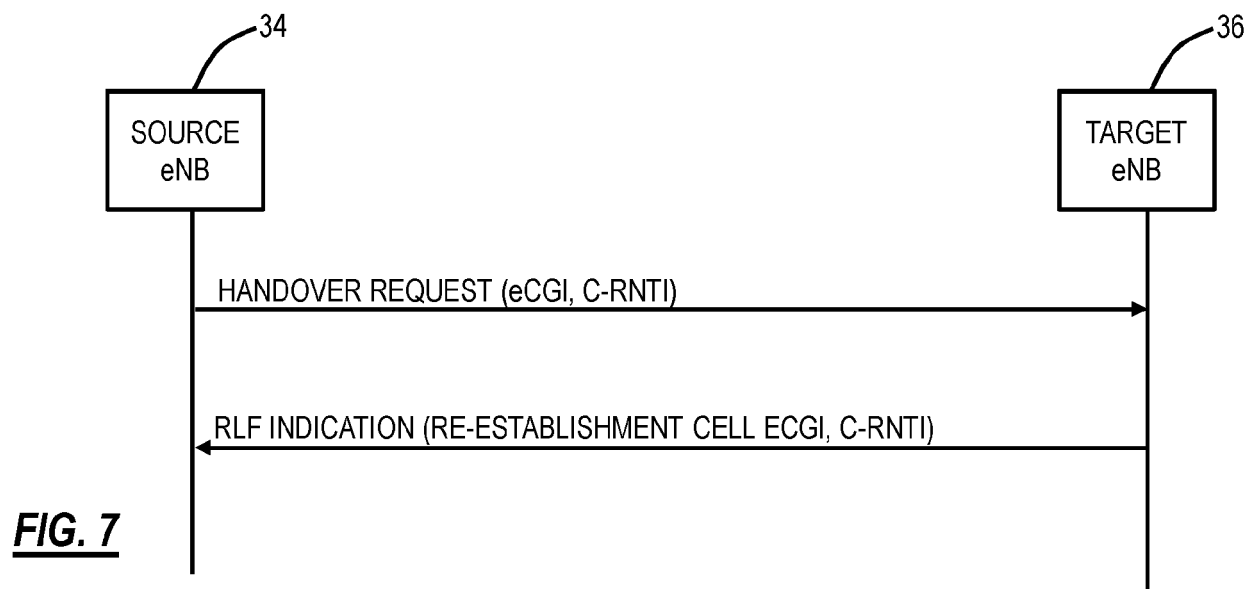 34
36
SOURCE
eNB
TARGET
eNB
HANDOVER REQUEST (eCGI, C-RNTI)
RLF INDICATION (RE-ESTABLISHMENT CELL ECGI, C-RNTI)
FIG. 7